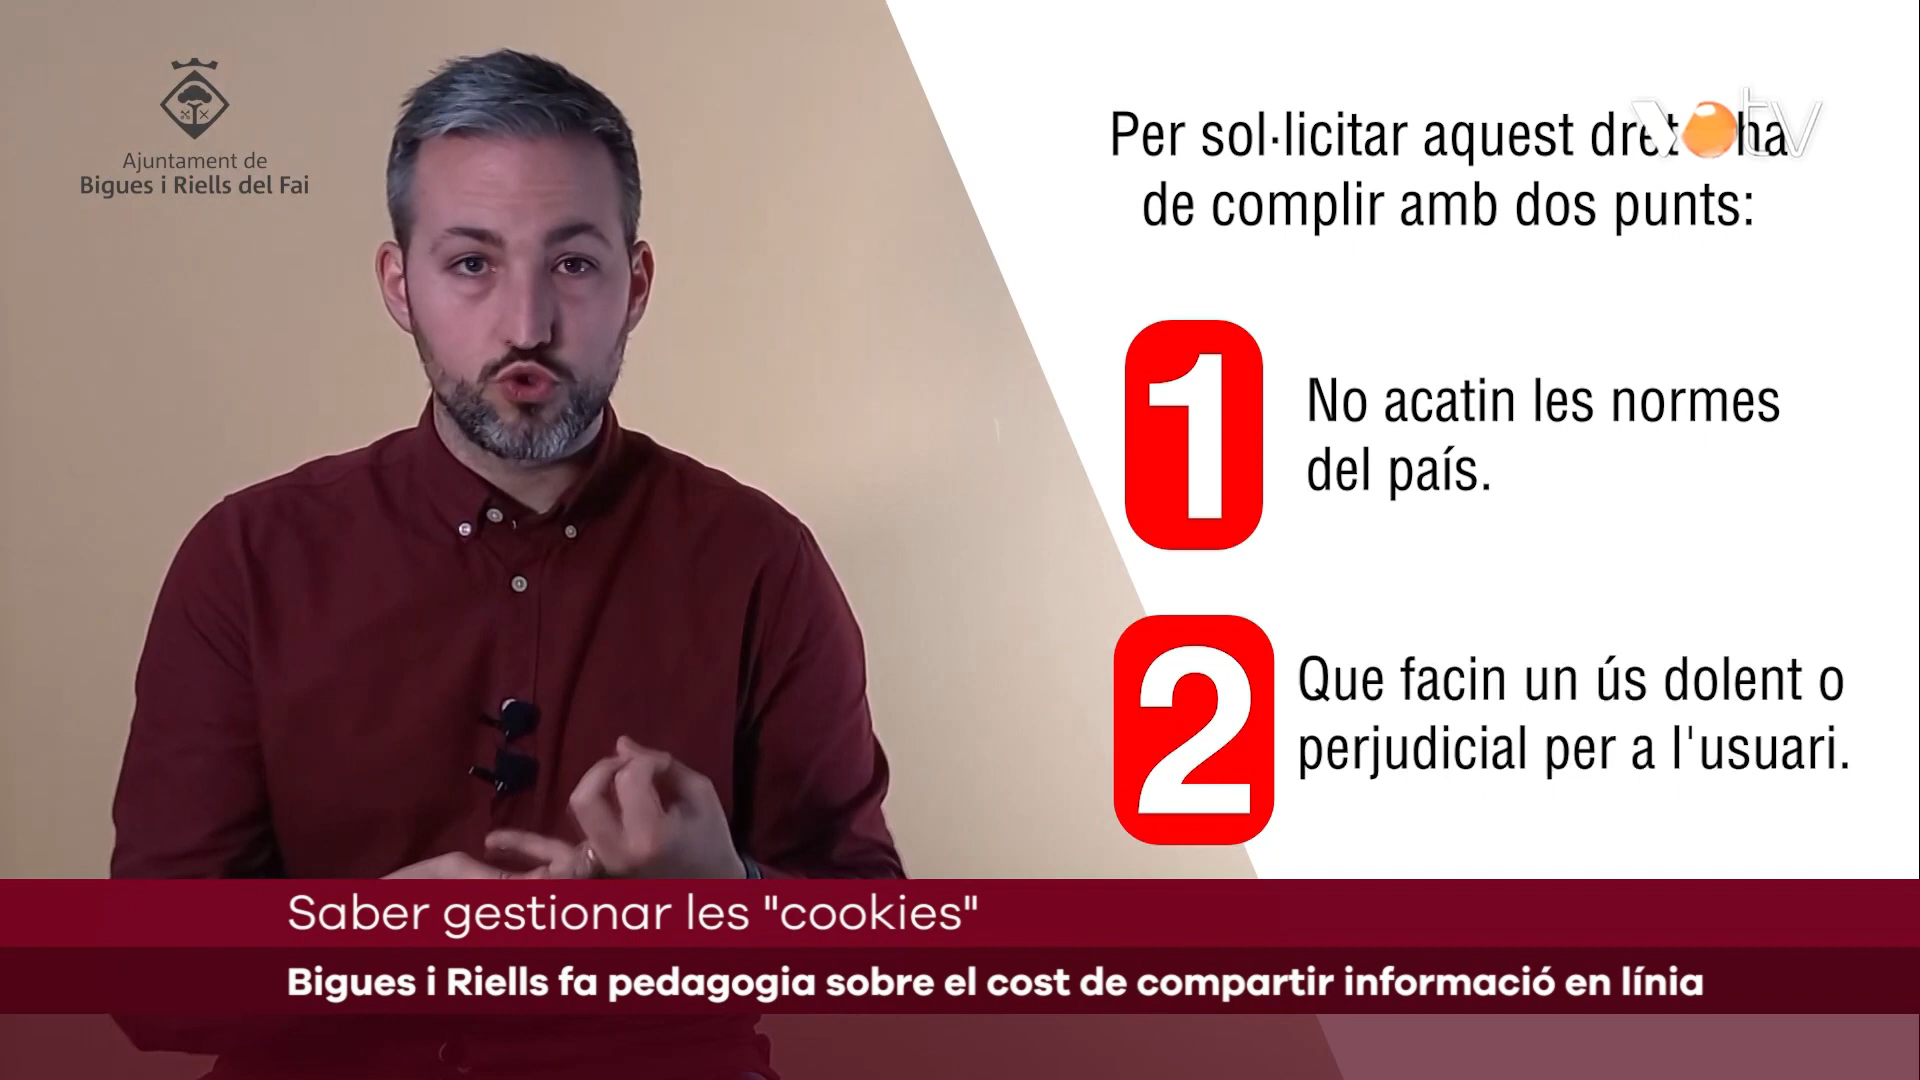 Ajuntament de
Bigues i Riells del Fai
votv
Per sol·licitar aquest dret ha
de complir amb dos punts:
1
No acatin les normes
del país.
2
Que facin un ús dolent o
perjudicial per a l'usuari.
Saber gestionar les "cookies"
Bigues i Riells fa pedagogia sobre el cost de compartir informació en línia